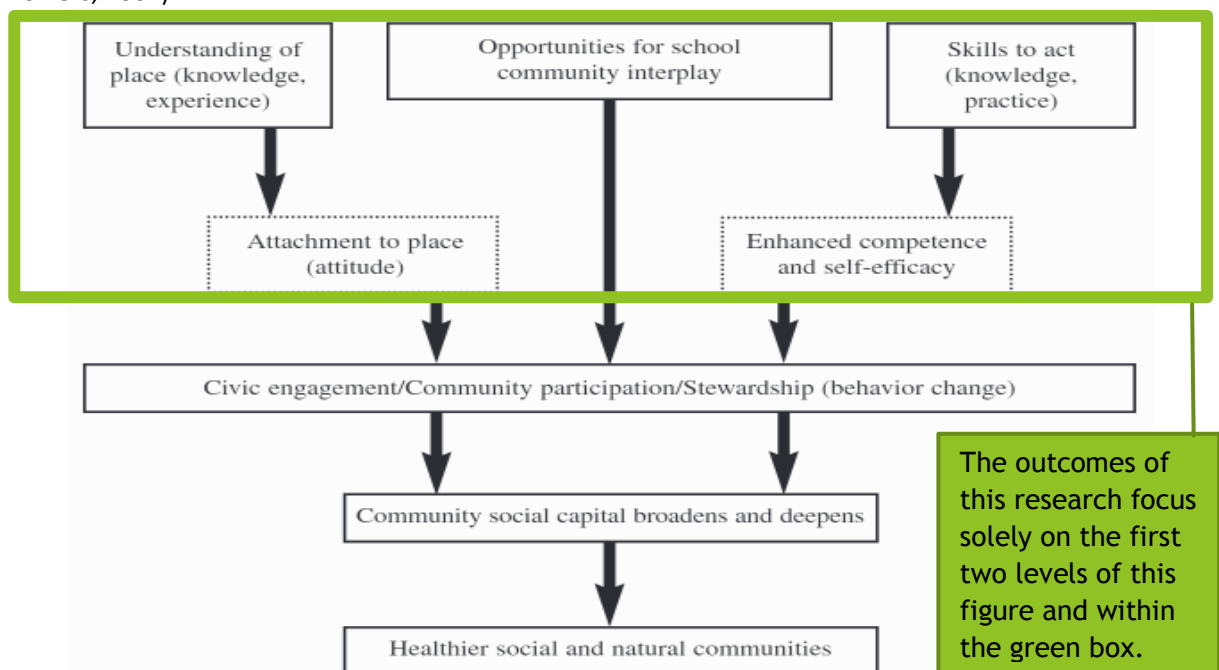 Understanding of
place (knowledge,
experience)
Opportunities for school
community interplay
Skills to act
(knowledge,
practice)
Attachment to place
(attitude)
Enhanced competence
and self-efficacy
Civic engagement/Community participation/Stewardship (behavior change)
Community social capital broadens and deepens
Healthier social and natural communities
The outcomes of
this research focus
solely on the first
two levels of this
figure and within
the green box.